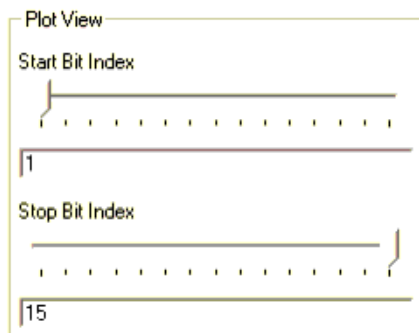 Plot View
Start Bit Index
1
Stop Bit Index
15